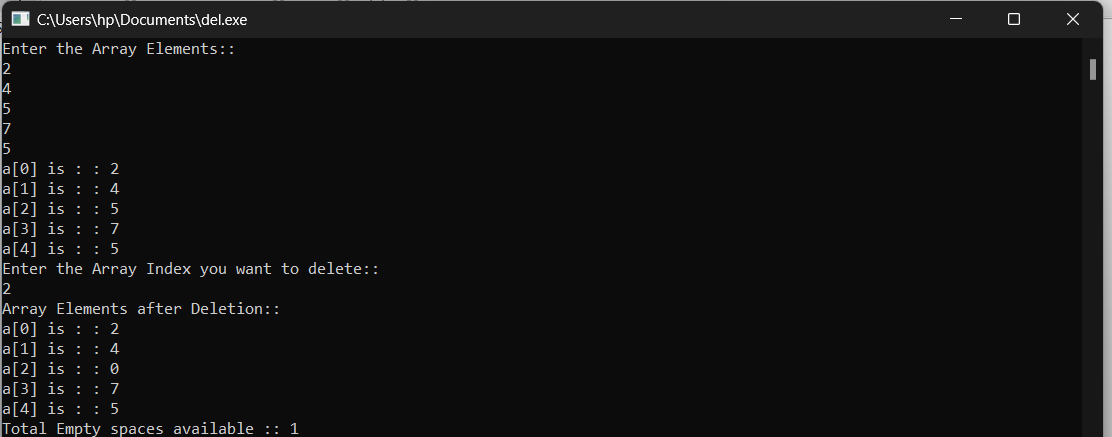 C:\Users\hp\Documents\del.exe
Enter the Array Elements::
2
4
5
7
5
a[0] is : : 2
a[1] is : : 4
a[2] is : : 5
a[3] is : : 7
a[4] is : : 5
Enter the Array Index you want to delete::
2
Array Elements after Deletion::
a[0] is : : 2
a[1] is : : 4
a[2] is : : 0
a[3] is : : 7
a[4] is : : 5
Total Empty spaces available :: 1